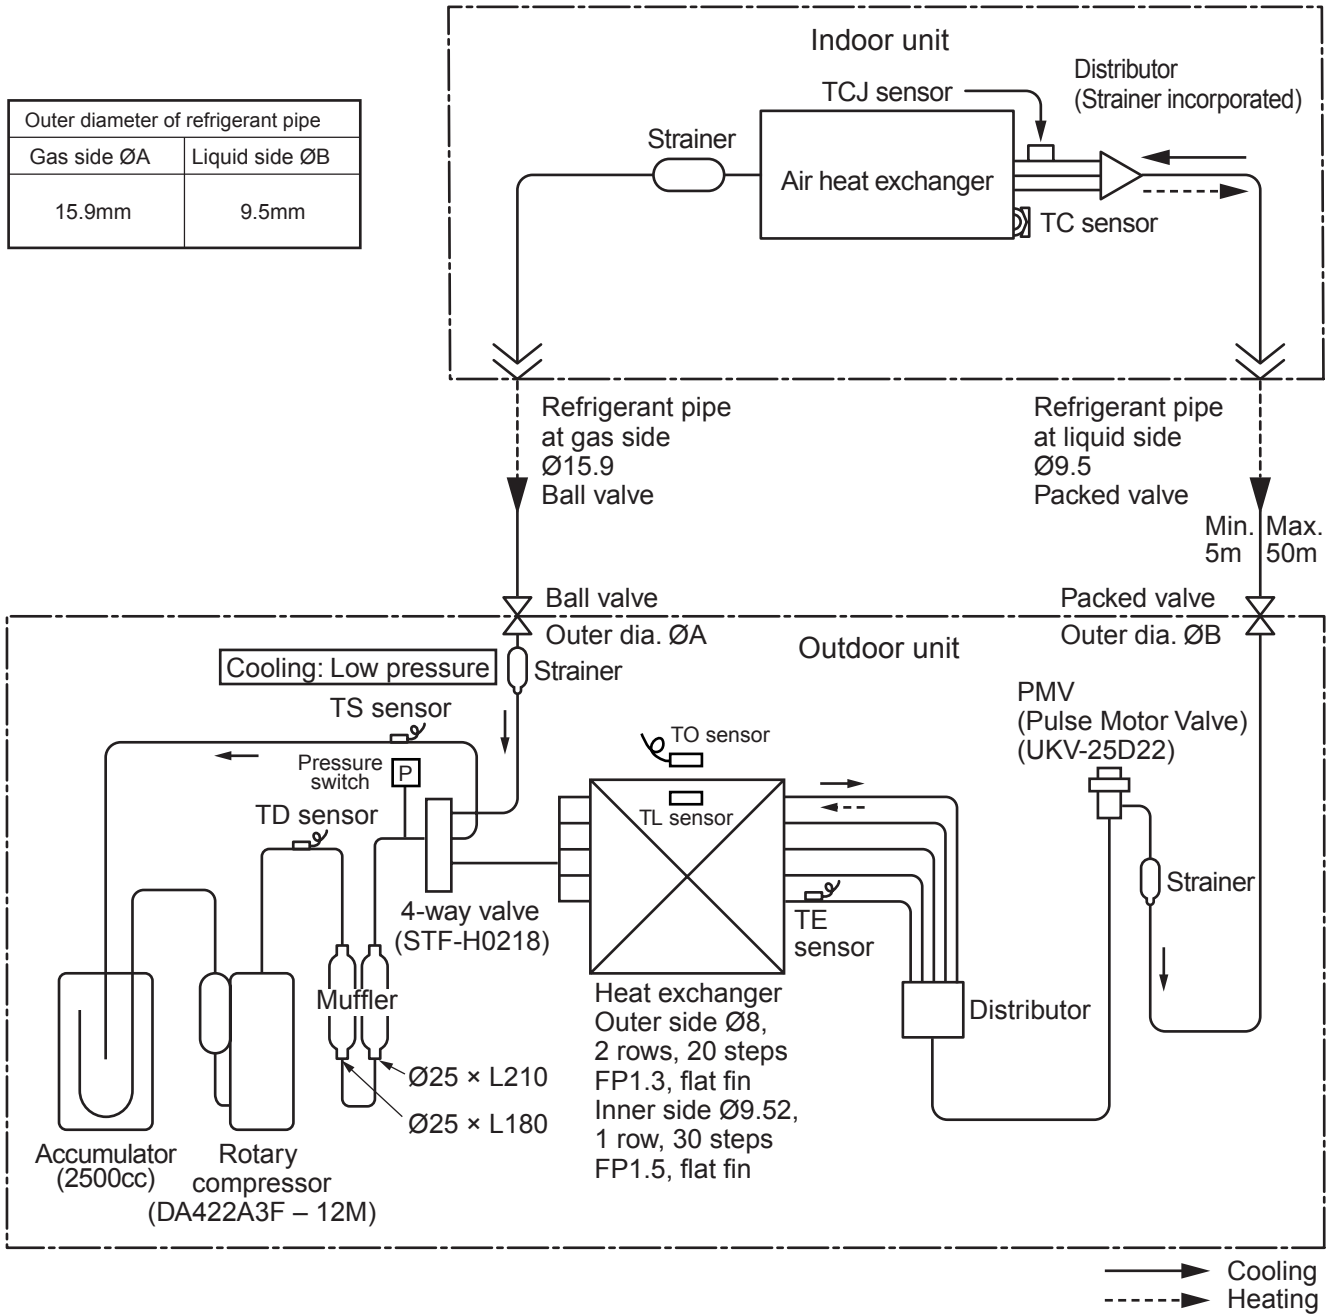 Indoor unit
Outer diameter of refrigerant pipe
Gas side ØA
Liquid side ØB
15.9mm
9.5mm
TCJ sensor
Distributor
(Strainer incorporated)
Strainer
Air heat exchanger
TC sensor
Refrigerant pipe
at gas side
Ø15.9
Ball valve
Refrigerant pipe
at liquid side
Ø9.5
Packed valve
Min.
5m
Max.
50m
Ball valve
Outer dia. ØA
Packed valve
Outer dia. ØB
Outdoor unit
Cooling: Low pressure
Strainer
TS sensor
Pressure
switch
P
TD sensor
TO sensor
TL sensor
PMV
(Pulse Motor Valve)
(UKV-25D22)
Strainer
4-way valve
(STF-H0218)
TE
sensor
Muffler
Distributor
Heat exchanger
Outer side Ø8,
2 rows, 20 steps
FP1.3, flat fin
Inner side Ø9.52,
1 row, 30 steps
FP1.5, flat fin
Ø25 × L210
Ø25 × L180
Accumulator
(2500cc)
Rotary
compressor
(DA422A3F – 12M)
Cooling
Heating